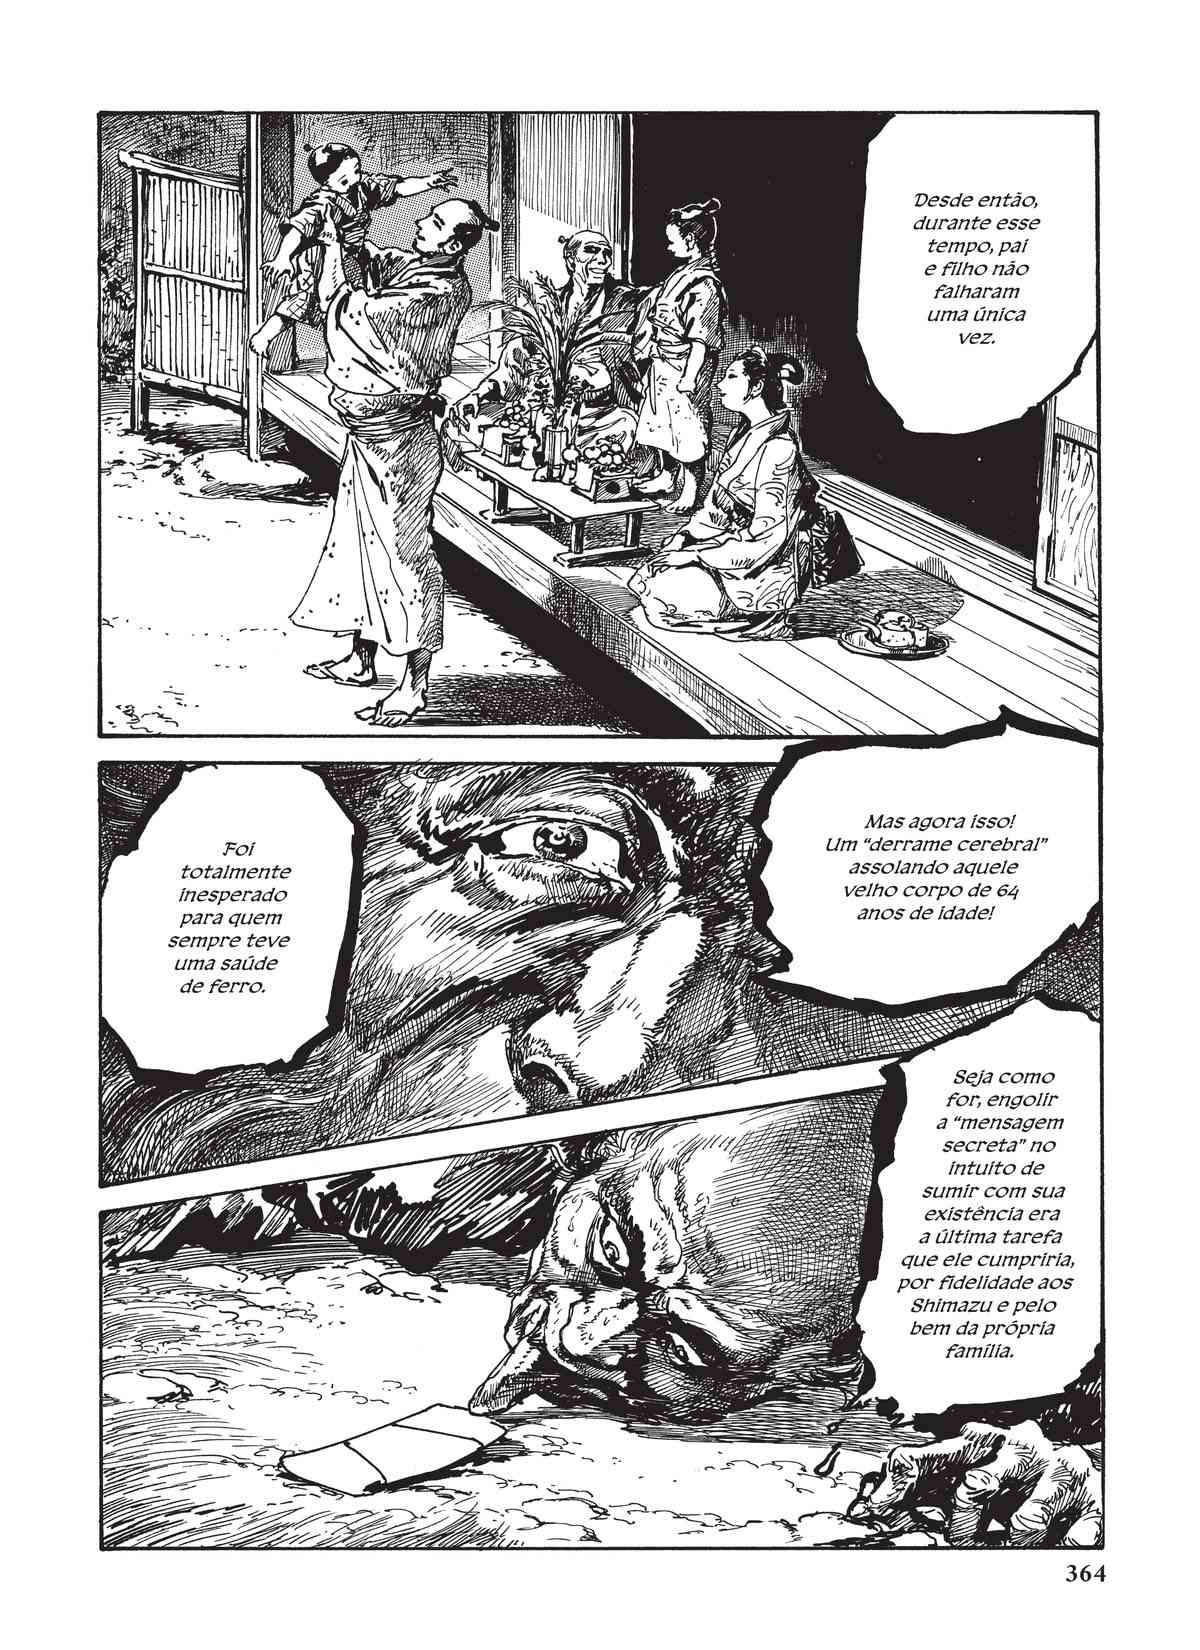 Desde então,
durante esse
tempo, pai
e filho não
falharam
uma única
vez.
Mas agora isso!
Um “derrame cerebral”
assolando aquele
velho corpo de 64
anos de idade!
Foi
totalmente
inesperado
para quem
sempre teve
uma saúde
de ferro.
Seja como
for, engolir
a “mensagem
secreta” no
intuito de
sumir com sua
existência era
a última tarefa
que ele cumpriria,
por fidelidade aos
Shimazu e pelo
bem da própria
família.
364